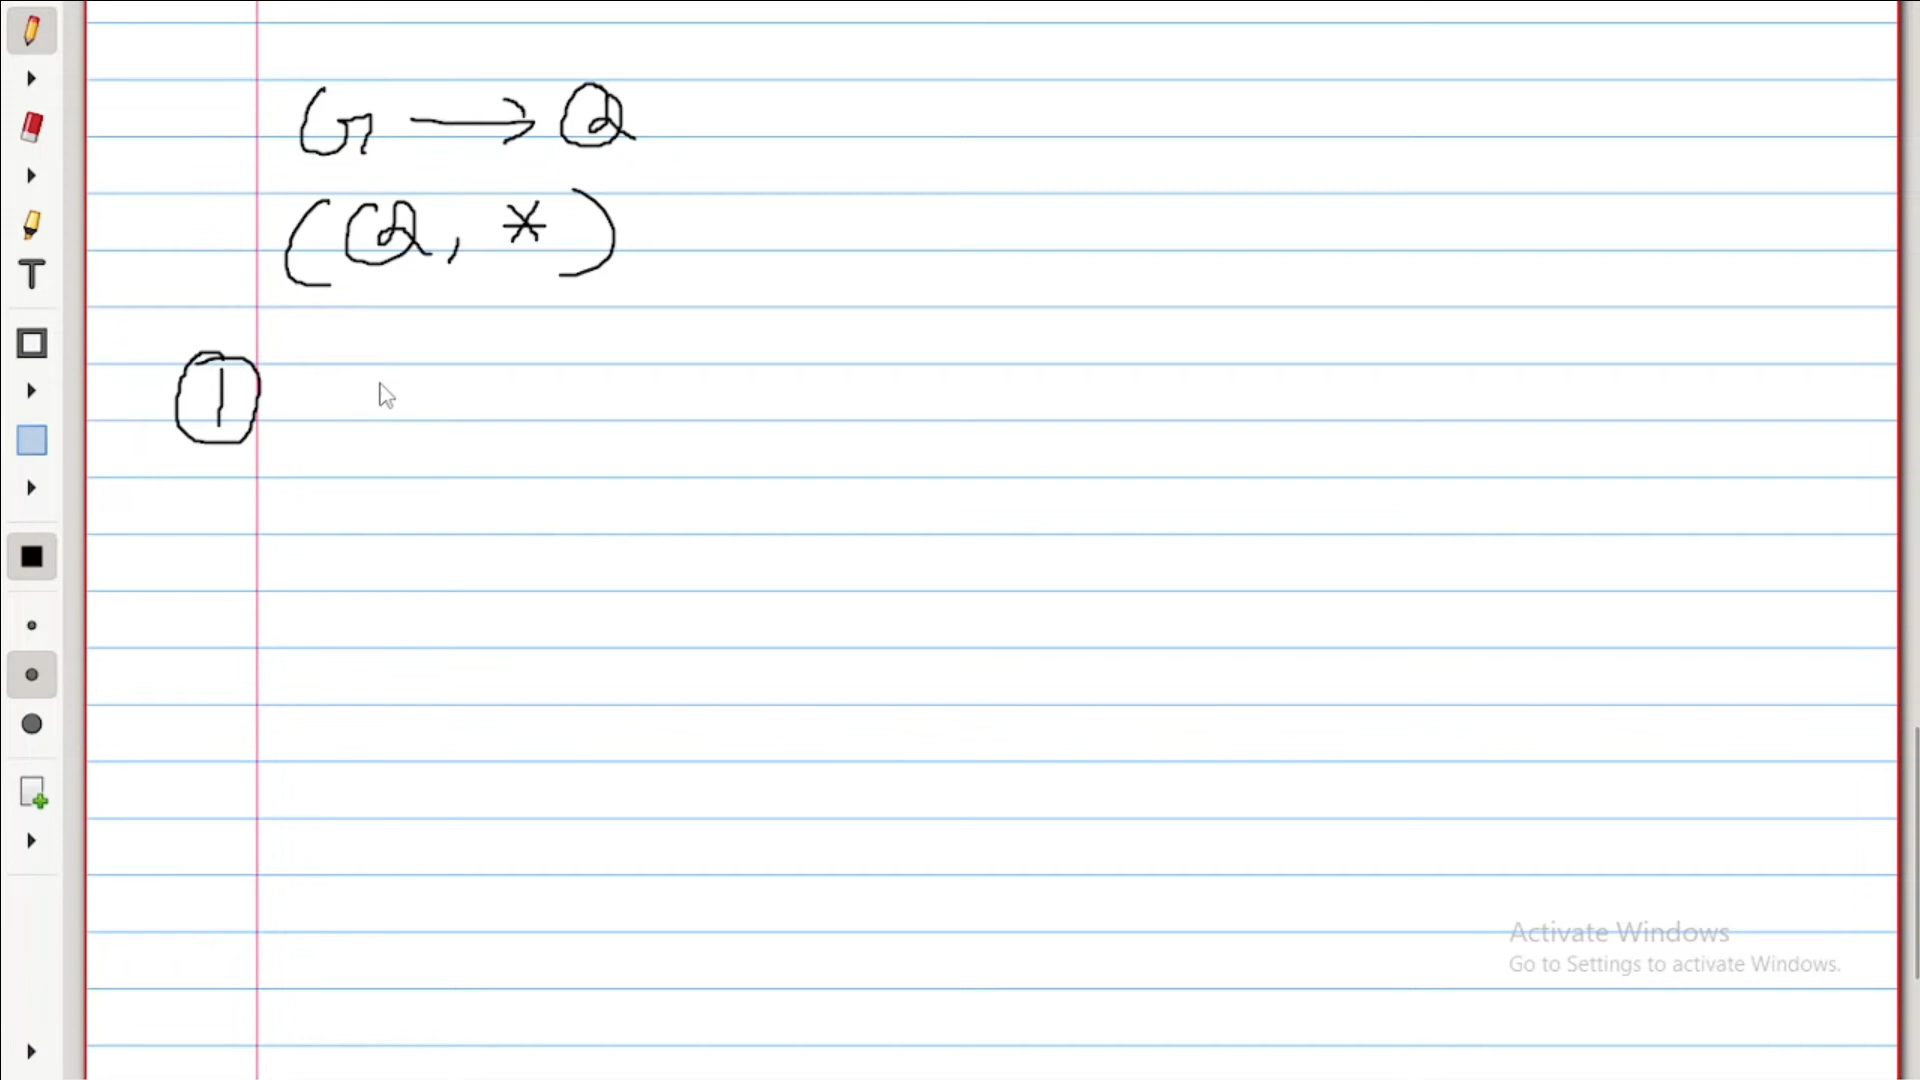 G → Q
(Q, *)
1
T
Activate Windows
Go to Settings to activate Windows.